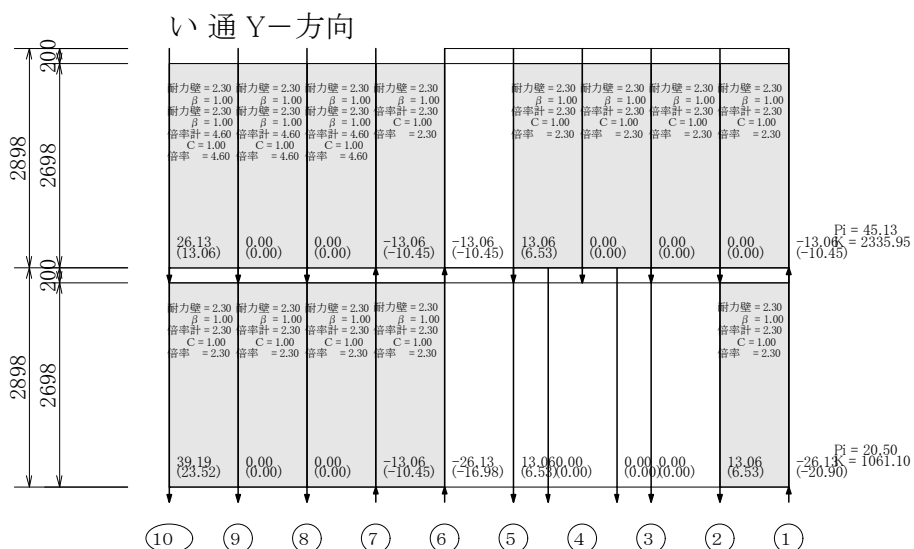 い 通 Y－方向
200
2898
2698
耐力壁 = 2.30 耐力壁 = 2.30 耐力壁 = 2.30 耐力壁 = 2.30 耐力壁 = 2.30 耐力壁 = 2.30 耐力壁 = 2.30 耐力壁 = 2.30
β = 1.00 β = 1.00 β = 1.00 β = 1.00 β = 1.00 β = 1.00 β = 1.00 β = 1.00
耐力壁 = 2.30 耐力壁 = 2.30 耐力壁 = 2.30 倍率計 = 2.30 倍率計 = 2.30 倍率計 = 2.30 倍率計 = 2.30 倍率計 = 2.30
β = 1.00 β = 1.00 β = 1.00 C = 1.00 C = 1.00 C = 1.00 C = 1.00 C = 1.00
倍率計 = 4.60 倍率計 = 4.60 倍率計 = 4.60 倍率 = 2.30 倍率 = 2.30 倍率 = 2.30 倍率 = 2.30 倍率 = 2.30
C = 1.00 C = 1.00 C = 1.00
倍率 = 4.60 倍率 = 4.60 倍率 = 4.60
Pi = 45.13
26.13 0.00 0.00 −13.06 −13.06 13.06 0.00 0.00 0.00 −13.06 K = 2335.95
(13.06) (0.00) (0.00) (−10.45) (−10.45) (6.53) (0.00) (0.00) (0.00) (−10.45)
200
2898
2698
耐力壁 = 2.30 耐力壁 = 2.30 耐力壁 = 2.30 耐力壁 = 2.30 耐力壁 = 2.30
β = 1.00 β = 1.00 β = 1.00 β = 1.00 β = 1.00
倍率計 = 2.30 倍率計 = 2.30 倍率計 = 2.30 倍率計 = 2.30 倍率計 = 2.30
C = 1.00 C = 1.00 C = 1.00 C = 1.00 C = 1.00
倍率 = 2.30 倍率 = 2.30 倍率 = 2.30 倍率 = 2.30 倍率 = 2.30
Pi = 20.50
39.19 0.00 0.00 −13.06 −26.13 13.06 0.00 0.00 0.00 13.06 −26.13 K = 1061.10
(23.52) (0.00) (0.00) (−10.45) (−16.98) (6.53) (0.00) (0.00) (0.00) (6.53) (−20.90)
10 9 8 7 6 5 4 3 2 1